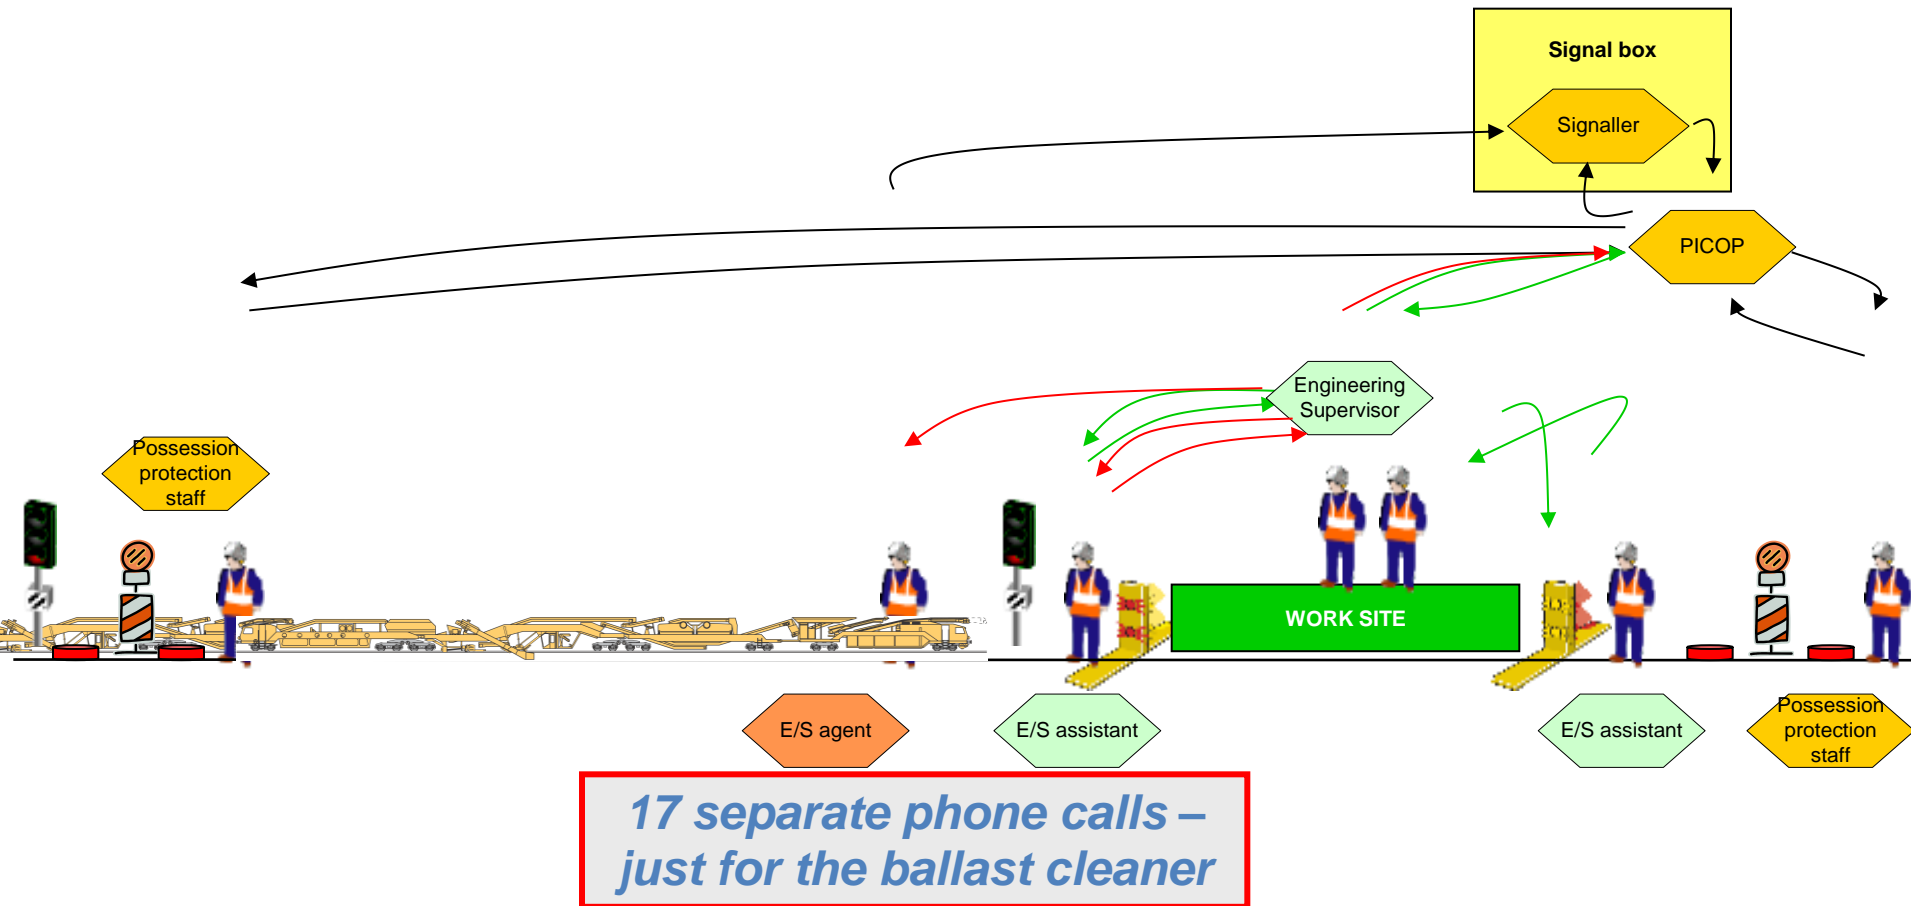 Signal box
Signaller
PICOP
Engineering
Supervisor
Possession
protection
staff
WORK SITE
E/S agent
E/S assistant
E/S assistant
Possession
protection
staff
17 separate phone calls –
just for the ballast cleaner